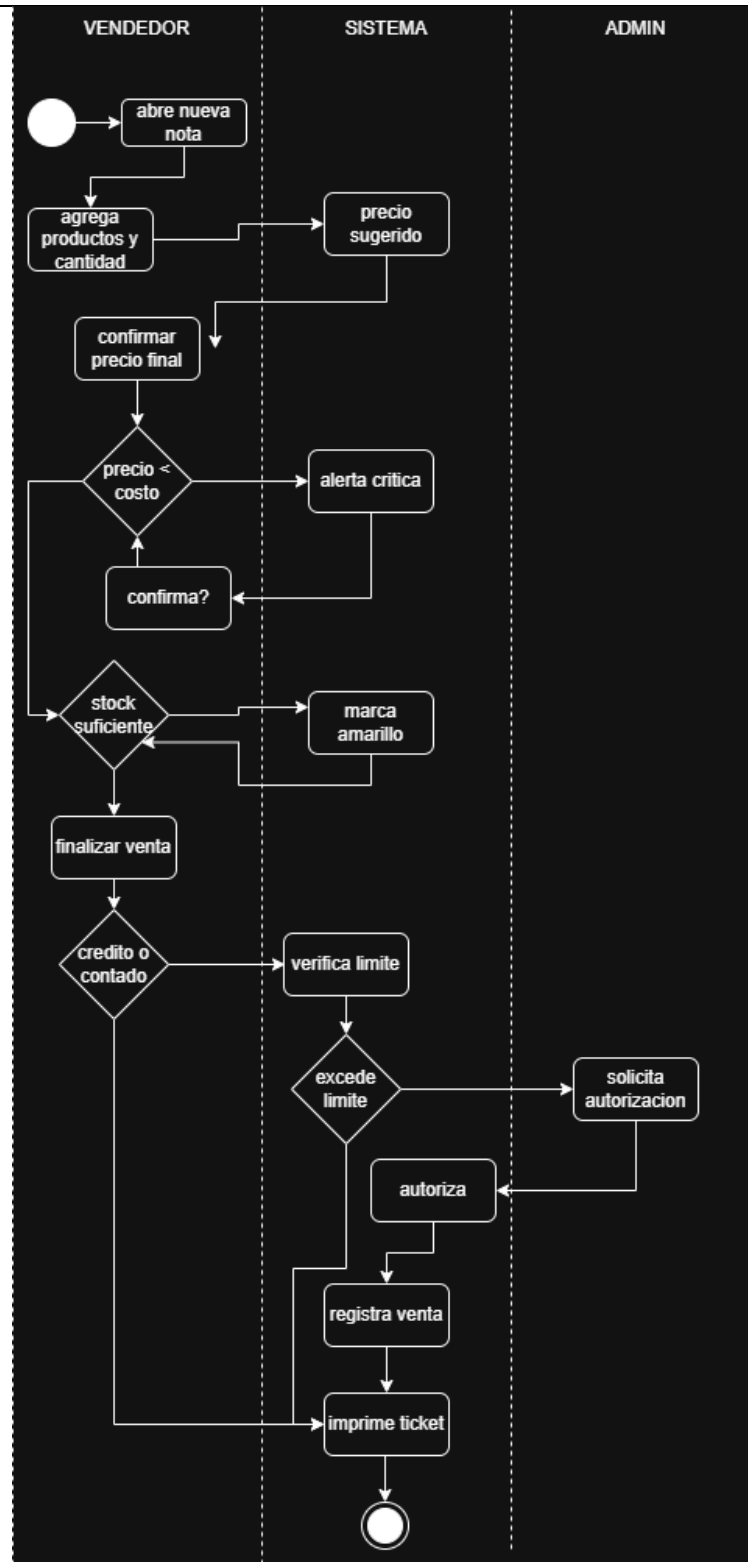 VENDEDOR
SISTEMA
ADMIN
abre nueva
nota
agrega
productos y
cantidad
precio
sugerido
confirmar
precio final
precio <
costo
alerta critica
confirma?
stock
suficiente
marca
amarillo
finalizar venta
credito o
contado
verifica limite
excede
limite
solicita
autorizacion
autoriza
registra venta
imprime ticket